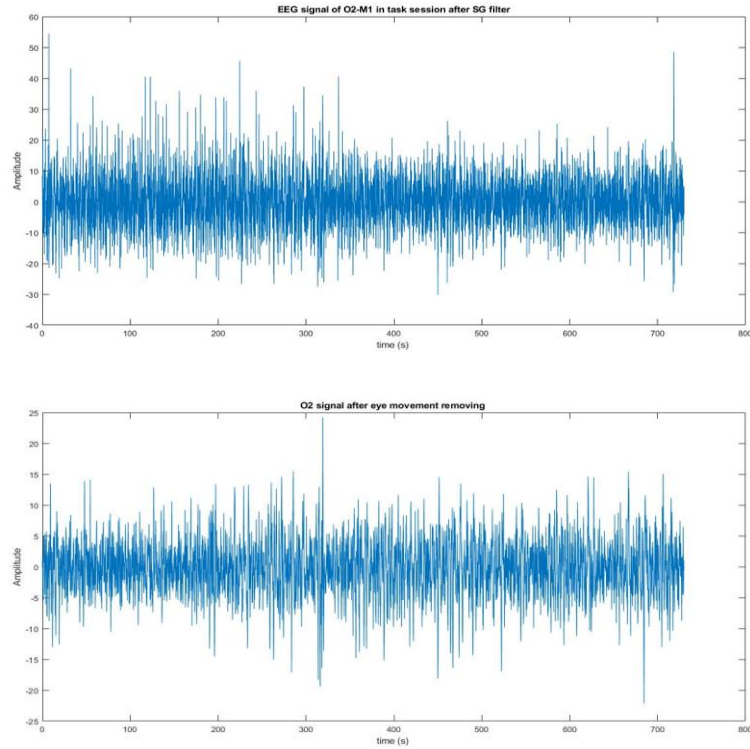 EEG signal of O2-M1 in task session after SG filter
60
50
40
30
20
10
0
-10
-20
-30
-40
Amplitude
0 100 200 300 400 500 600 700 800
time (s)
O2 signal after eye movement removing
25
20
15
10
5
0
-5
-10
-15
-20
-25
Amplitude
0 100 200 300 400 500 600 700 800
time (s)